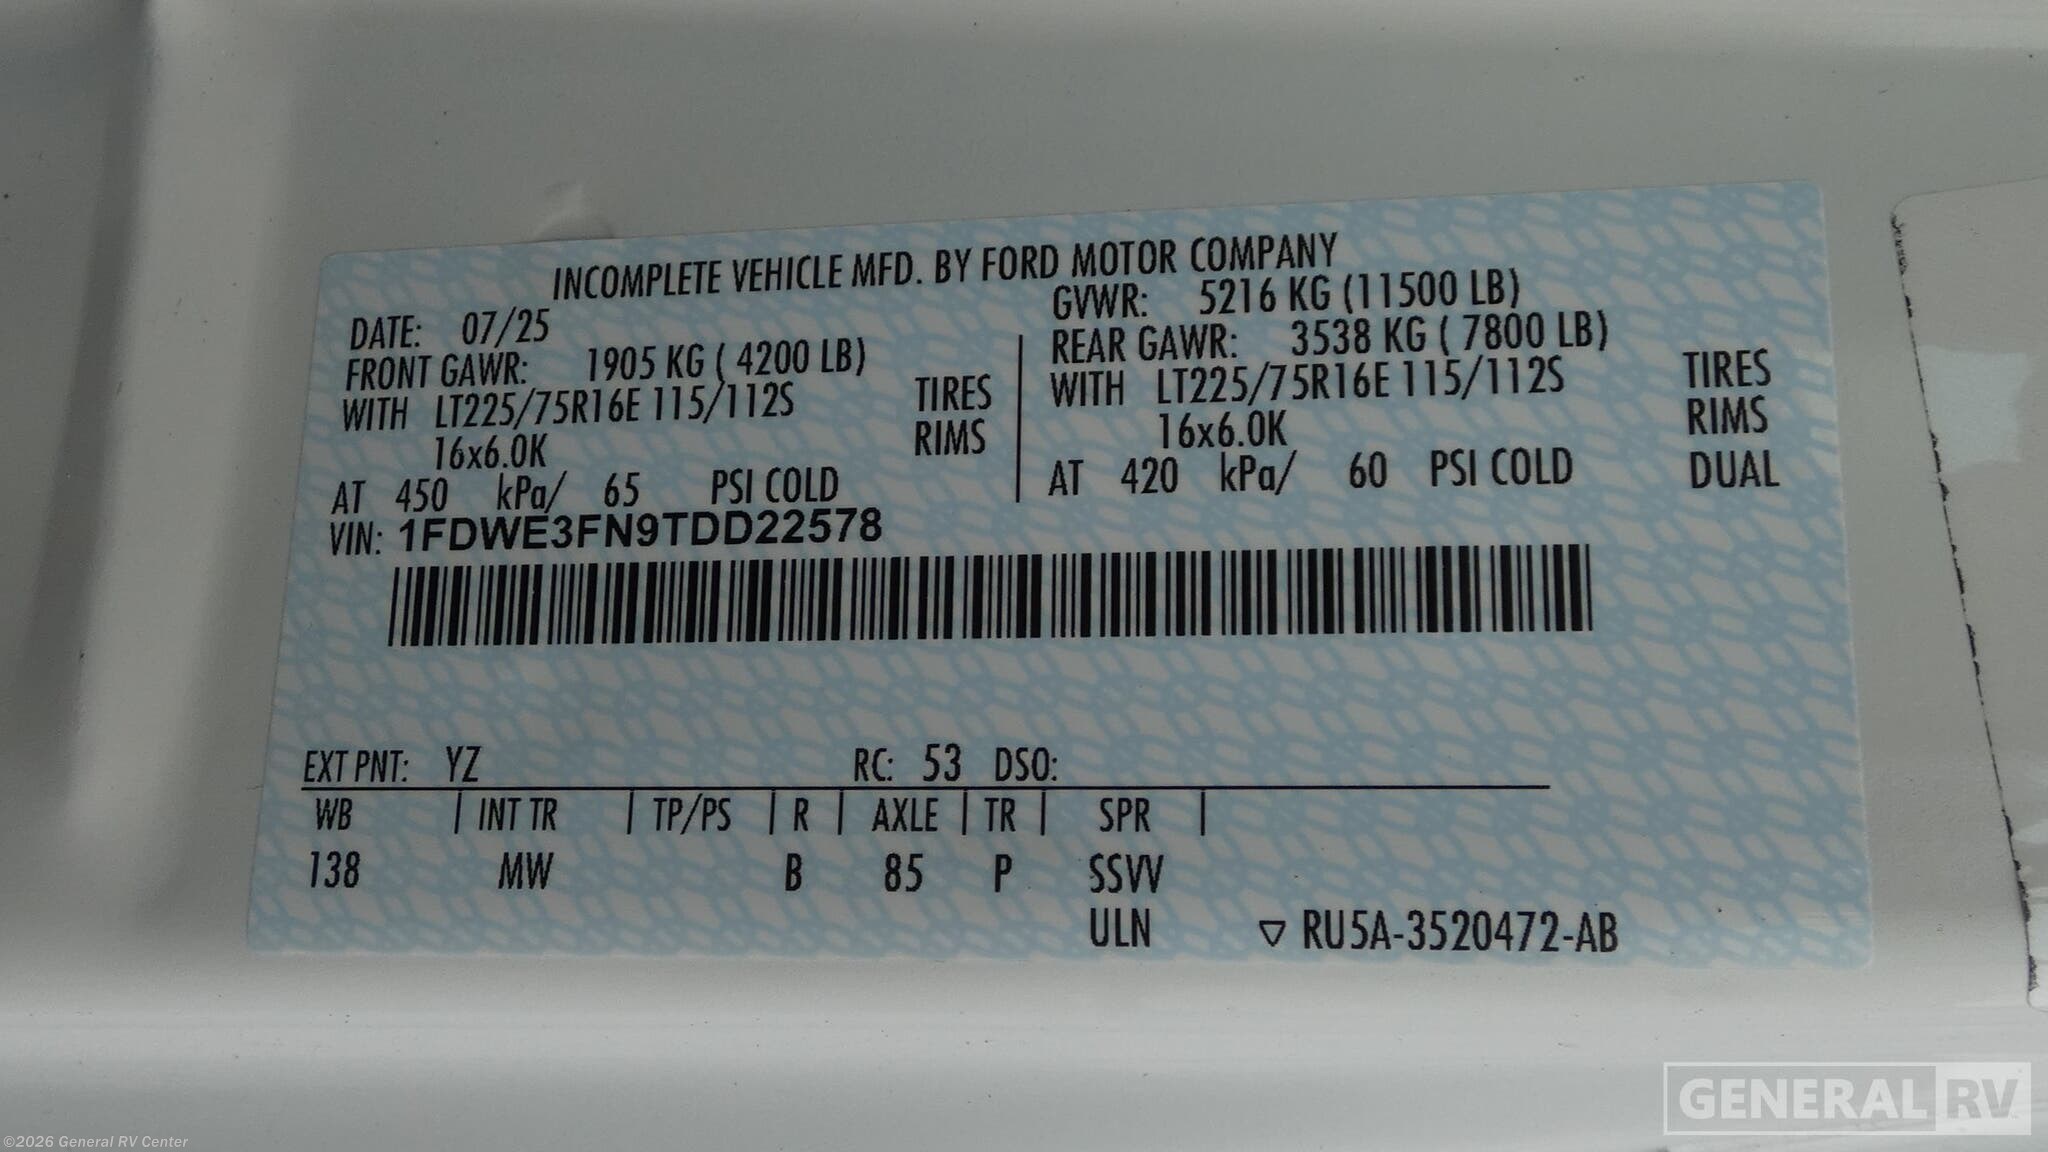 INCOMPLETE VEHICLE MFD. BY FORD MOTOR COMPANY
DATE: 07/25 GVWR: 5216 KG (11500 LB)
FRONT GAWR: 1905 KG ( 4200 LB) REAR GAWR: 3538 KG ( 7800 LB)
WITH LT225/75R16E 115/112S TIRES WITH LT225/75R16E 115/112S TIRES
16x6.0K RIMS 16x6.0K RIMS
AT 450 kPa/ 65 PSI COLD AT 420 kPa/ 60 PSI COLD DUAL
VIN: 1FDWE3FN9TDD22578
EXT PNT: YZ RC: 53 DSO:
WB | INT TR | TP/PS | R | AXLE | TR | SPR |
138 MW B 85 P SSVV
ULN ▽ RU5A-3520472-AB
GENERAL RV
©2026 General RV Center